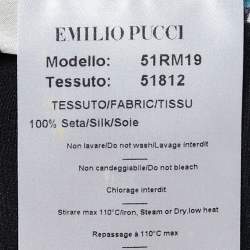 EMILIO PUCCI
Modello: 51RM19
Tessuto: 51812
TESSUTO/FABRIC/TISSU
100% Seta/Silk/Soie
Non lavare/Do not wash/Lavage interdit
Non candeggiabile/Do not bleach
Chlorage interdit
Stirare max 110°C/Iron, Steam or Dry, low heat
Repassage à 110°C max